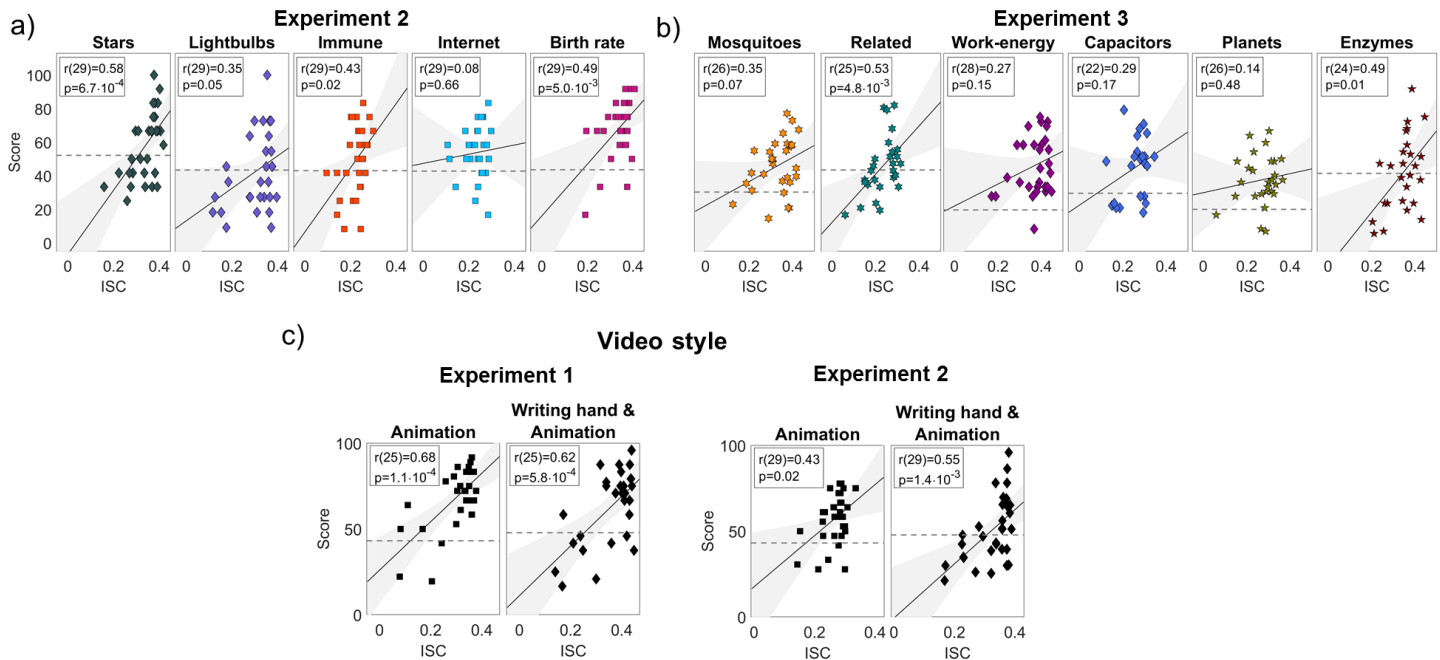 a)
Experiment 2
Stars
Lightbulbs
Immune
Internet
Birth rate
r(29)=0.58
p=6.7·10-4
r(29)=0.35
p=0.05
r(29)=0.43
p=0.02
r(29)=0.08
p=0.66
r(29)=0.49
p=5.0·10-3
Score
100
80
60
40
20
0
0 0.2 0.4
0 0.2 0.4
0 0.2 0.4
0 0.2 0.4
0 0.2 0.4
ISC
ISC
ISC
ISC
ISC
b)
Experiment 3
Mosquitoes
Related
Work-energy
Capacitors
Planets
Enzymes
r(26)=0.35
p=0.07
r(25)=0.53
p=4.8·10-3
r(28)=0.27
p=0.15
r(22)=0.29
p=0.17
r(26)=0.14
p=0.48
r(24)=0.49
p=0.01
0 0.2 0.4
0 0.2 0.4
0 0.2 0.4
0 0.2 0.4
0 0.2 0.4
0 0.2 0.4
ISC
ISC
ISC
ISC
ISC
ISC
c)
Video style
Experiment 1
Animation
Writing hand &
Animation
r(25)=0.68
p=1.1·10-4
r(25)=0.62
p=5.8·10-4
Score
100
50
0
0 0.2 0.4
0 0.2 0.4
ISC
ISC
Experiment 2
Animation
Writing hand &
Animation
r(29)=0.43
p=0.02
r(29)=0.55
p=1.4·10-3
Score
100
50
0
0 0.2 0.4
0 0.2 0.4
ISC
ISC